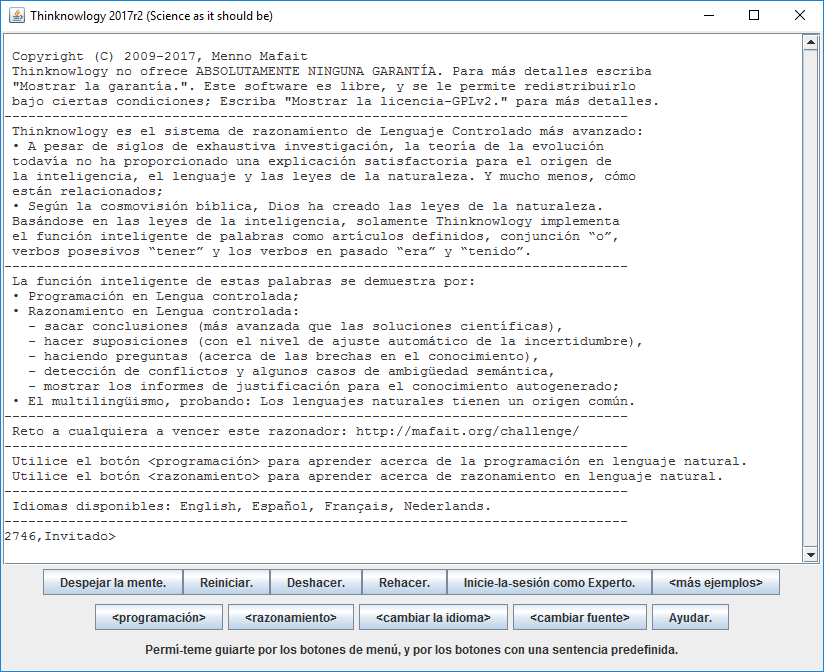 Thinknowlogy 2017r2 (Science as it should be)
Copyright (C) 2009-2017, Menno Mafait
Thinknowlogy no ofrece ABSOLUTAMENTE NINGUNA GARANTÍA. Para más detalles escriba
"Mostrar la garantía.". Este software es libre, y se le permite redistribuirlo
bajo ciertas condiciones; Escriba "Mostrar la licencia-GPLv2." para más detalles.
------------------------------------------------------------------------------
Thinknowlogy es el sistema de razonamiento de Lenguaje Controlado más avanzado:
• A pesar de siglos de exhaustiva investigación, la teoría de la evolución
todavía no ha proporcionado una explicación satisfactoria para el origen de
la inteligencia, el lenguaje y las leyes de la naturaleza. Y mucho menos, cómo
están relacionados;
• Según la cosmovisión bíblica, Dios ha creado las leyes de la naturaleza.
Basándose en las leyes de la inteligencia, solamente Thinknowlogy implementa
el función inteligente de palabras como artículos definidos, conjunción “o”,
verbos posesivos “tener” y los verbos en pasado “era” y “tenido”.
------------------------------------------------------------------------------
La función inteligente de estas palabras se demuestra por:
• Programación en Lengua controlada;
• Razonamiento en Lengua controlada:
- sacar conclusiones (más avanzada que las soluciones científicas),
- hacer suposiciones (con el nivel de ajuste automático de la incertidumbre),
- haciendo preguntas (acerca de las brechas en el conocimiento),
- detección de conflictos y algunos casos de ambigüedad semántica,
- mostrar los informes de justificación para el conocimiento autogenerado;
• El multilingüismo, probando: Los lenguajes naturales tienen un origen común.
------------------------------------------------------------------------------
Reto a cualquiera a vencer este razonador: http://mafait.org/challenge/
------------------------------------------------------------------------------
Utilice el botón <programación> para aprender acerca de la programación en lenguaje natural.
Utilice el botón <razonamiento> para aprender acerca de razonamiento en lenguaje natural.
------------------------------------------------------------------------------
Idiomas disponibles: English, Español, Français, Nederlands.
------------------------------------------------------------------------------
2746,Invitado>
Despejar la mente. Reiniciar. Deshacer. Rehacer. Inicie-la-sesión como Experto. <más ejemplos>
<programación> <razonamiento> <cambiar la idioma> <cambiar fuente> Ayudar.
Permí-teme guiarte por los botones de menú, y por los botones con una sentencia predefinida.